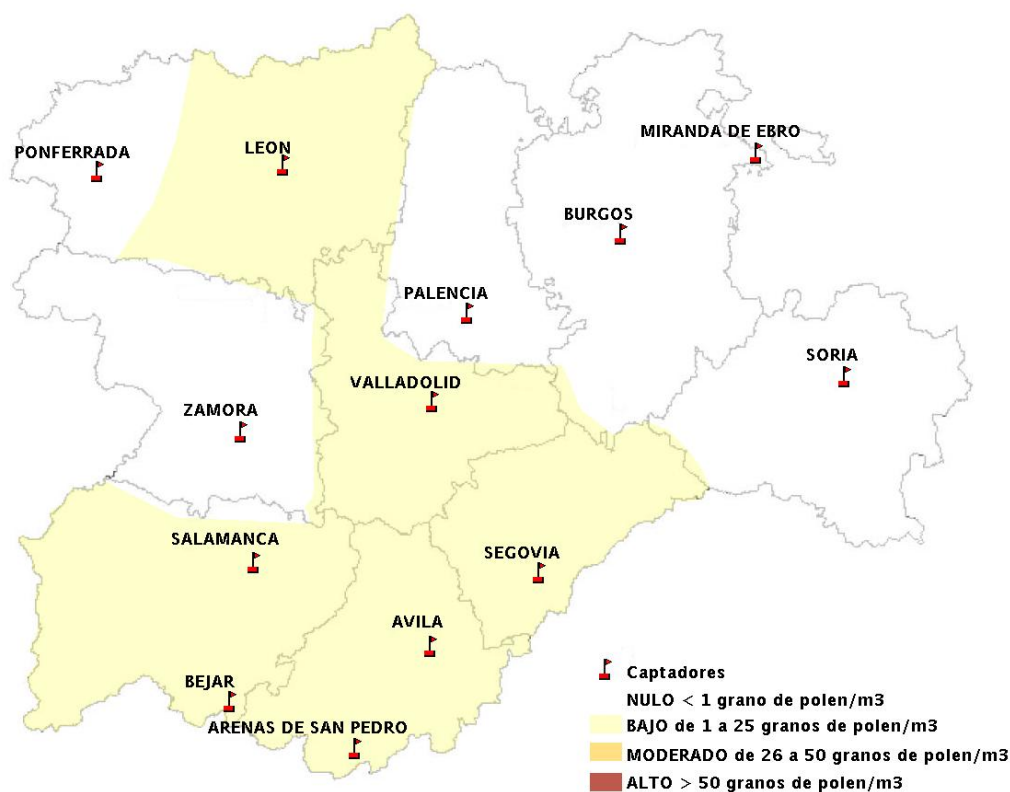 MIRANDA DE EBRO
PONFERRADA
LEON
BURGOS
PALENCIA
SORIA
VALLADOLID
ZAMORA
SALAMANCA
SEGOVIA
AVILA
BEJAR
ARENAS DE SAN PEDRO
Captadores
NULO < 1 grano de polen/m3
BAJO de 1 a 25 granos de polen/m3
MODERADO de 26 a 50 granos de polen/m3
ALTO > 50 granos de polen/m3